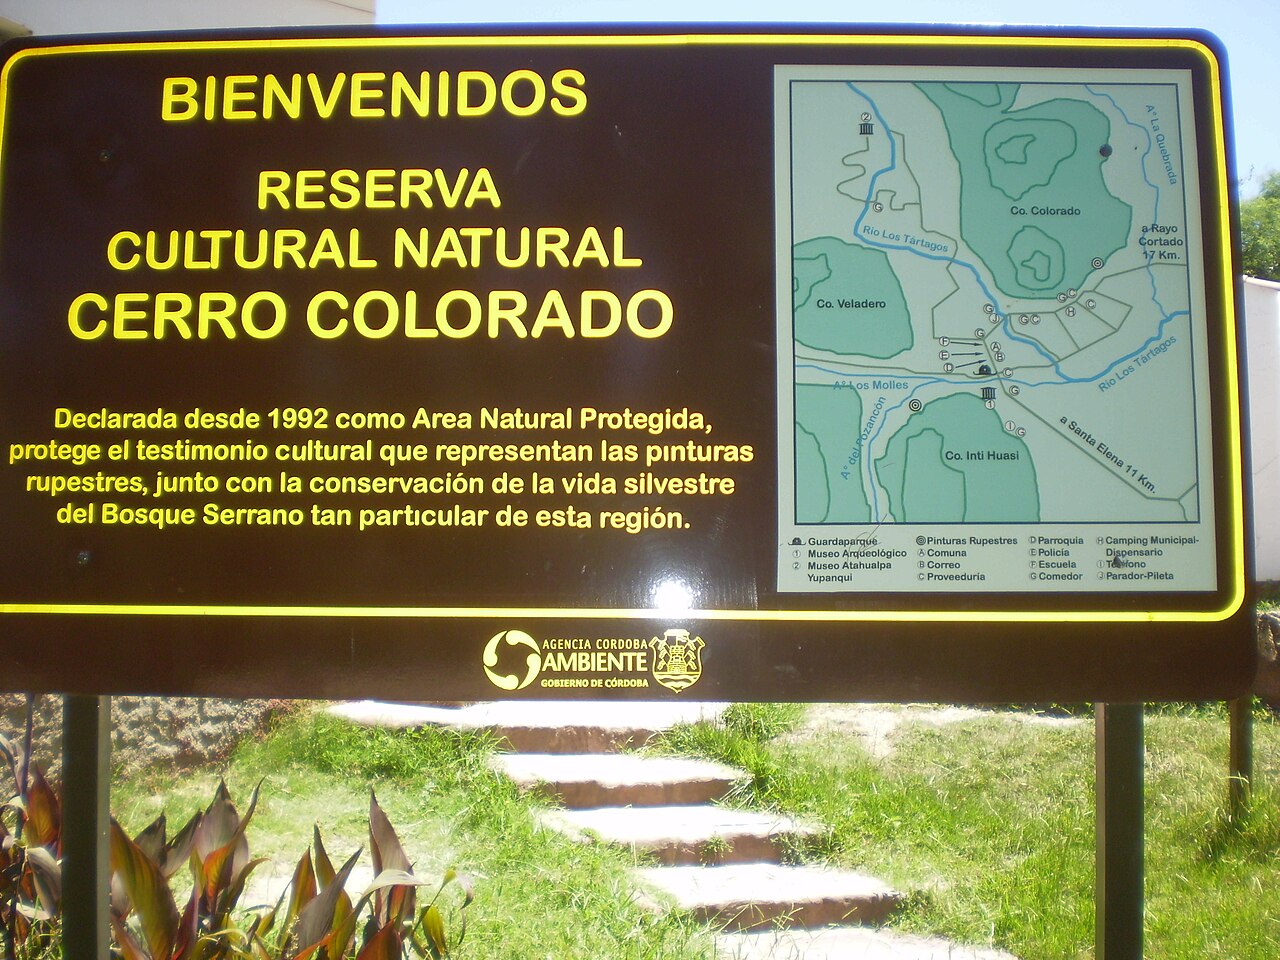 BIENVENIDOS
RESERVA
CULTURAL NATURAL
CERRO COLORADO
Declarada desde 1992 como Area Natural Protegida,
protege el testimonio cultural que representan las pinturas
rupestres, junto con la conservación de la vida silvestre
del Bosque Serrano tan particular de esta región.
AGENCIA CORDOBA
AMBIENTE
GOBIERNO DE CÓRDOBA
2
A° La Quebrada
Co. Colorado
G
Río Los Tártagos
a Rayo
Cortado
17 Km.
Co. Veladero
G C
G
J
G C
H
C
G
F
A
E
B
D
C
Río Los Tártagos
A° Los Molles
G
1
A° del Pozancón
I G
a Santa Elena 11 Km.
Co. Inti Huasi
Guardaparque
1 Museo Arqueológico
2 Museo Atahualpa
Yupanqui
Pinturas Rupestres
A Comuna
B Correo
C Proveeduría
D Parroquia
E Policía
F Escuela
G Comedor
H Camping Municipal-
Dispensario
I Teléfono
J Parador-Pileta